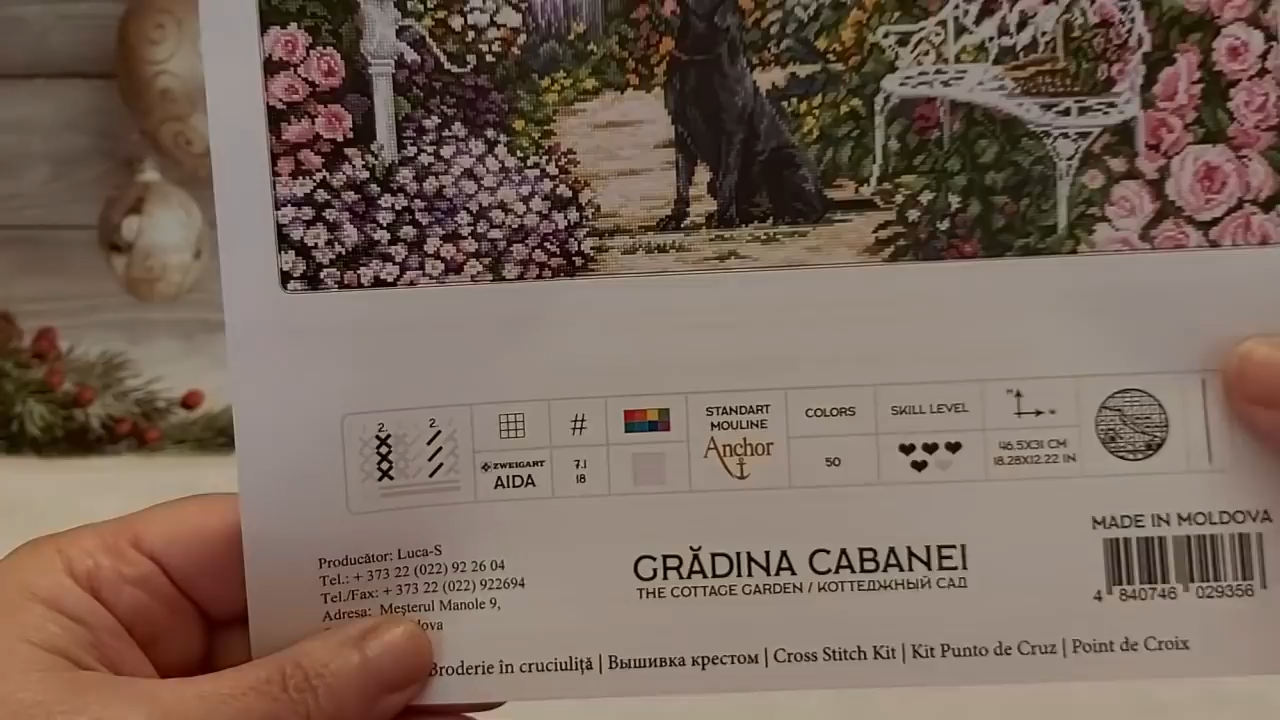 2. 2.
#
ZWEIGART
AIDA
7.1
18
STANDART
MOULINE
Anchor
COLORS
50
SKILL LEVEL
46.5X31 CM
18.28X12.22 IN
MADE IN MOLDOVA
4 840746 029356
Producător: Luca-S
Tel.: + 373 22 (022) 92 26 04
Tel./Fax: + 373 22 (022) 922694
Adresa: Meșterul Manole 9,
GRĂDINA CABANEI
THE COTTAGE GARDEN / КОТТЕДЖНЫЙ САД
Broderie în cruciuliță | Вышивка крестом | Cross Stitch Kit | Kit Punto de Cruz | Point de Croix